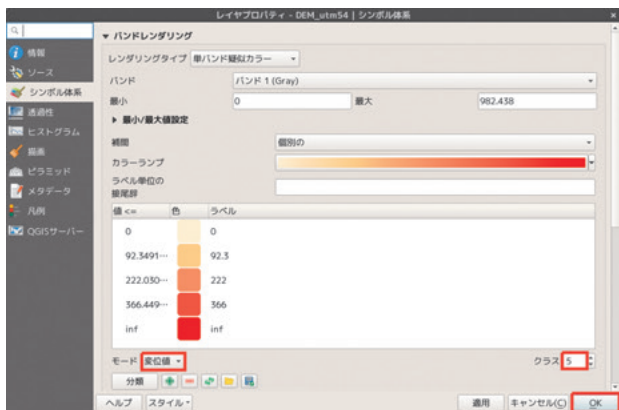 レイヤプロパティ - DEM_utm54 | シンボル体系
情報
ソース
シンボル体系
透過性
ヒストグラム
描画
ピラミッド
メタデータ
凡例
QGISサーバー
バンドレンダリング
レンダリングタイプ 単バンド疑似カラー
バンド バンド 1 (Gray)
最小 0 最大 982.438
最小/最大値設定
補間 個別の
カラーランプ
ラベル単位の
接尾辞
値 <= 色 ラベル
0 0
92.3491… 92.3
222.030… 222
366.449… 366
inf inf
モード 変位値 クラス 5
分類
ヘルプ スタイル 適用 キャンセル(C) OK